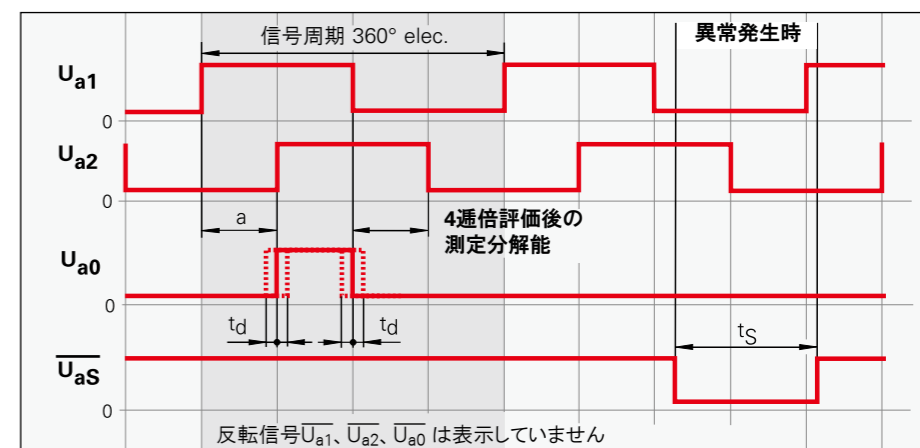 信号周期 360° elec.
異常発生時
Ua1
0
Ua2
0
a
4逓倍評価後の
測定分解能
Ua0
0
td
td
tS
U̅a̅S̅
0
反転信号U̅a̅1̅、U̅a̅2̅、U̅a̅0̅ は表示していません